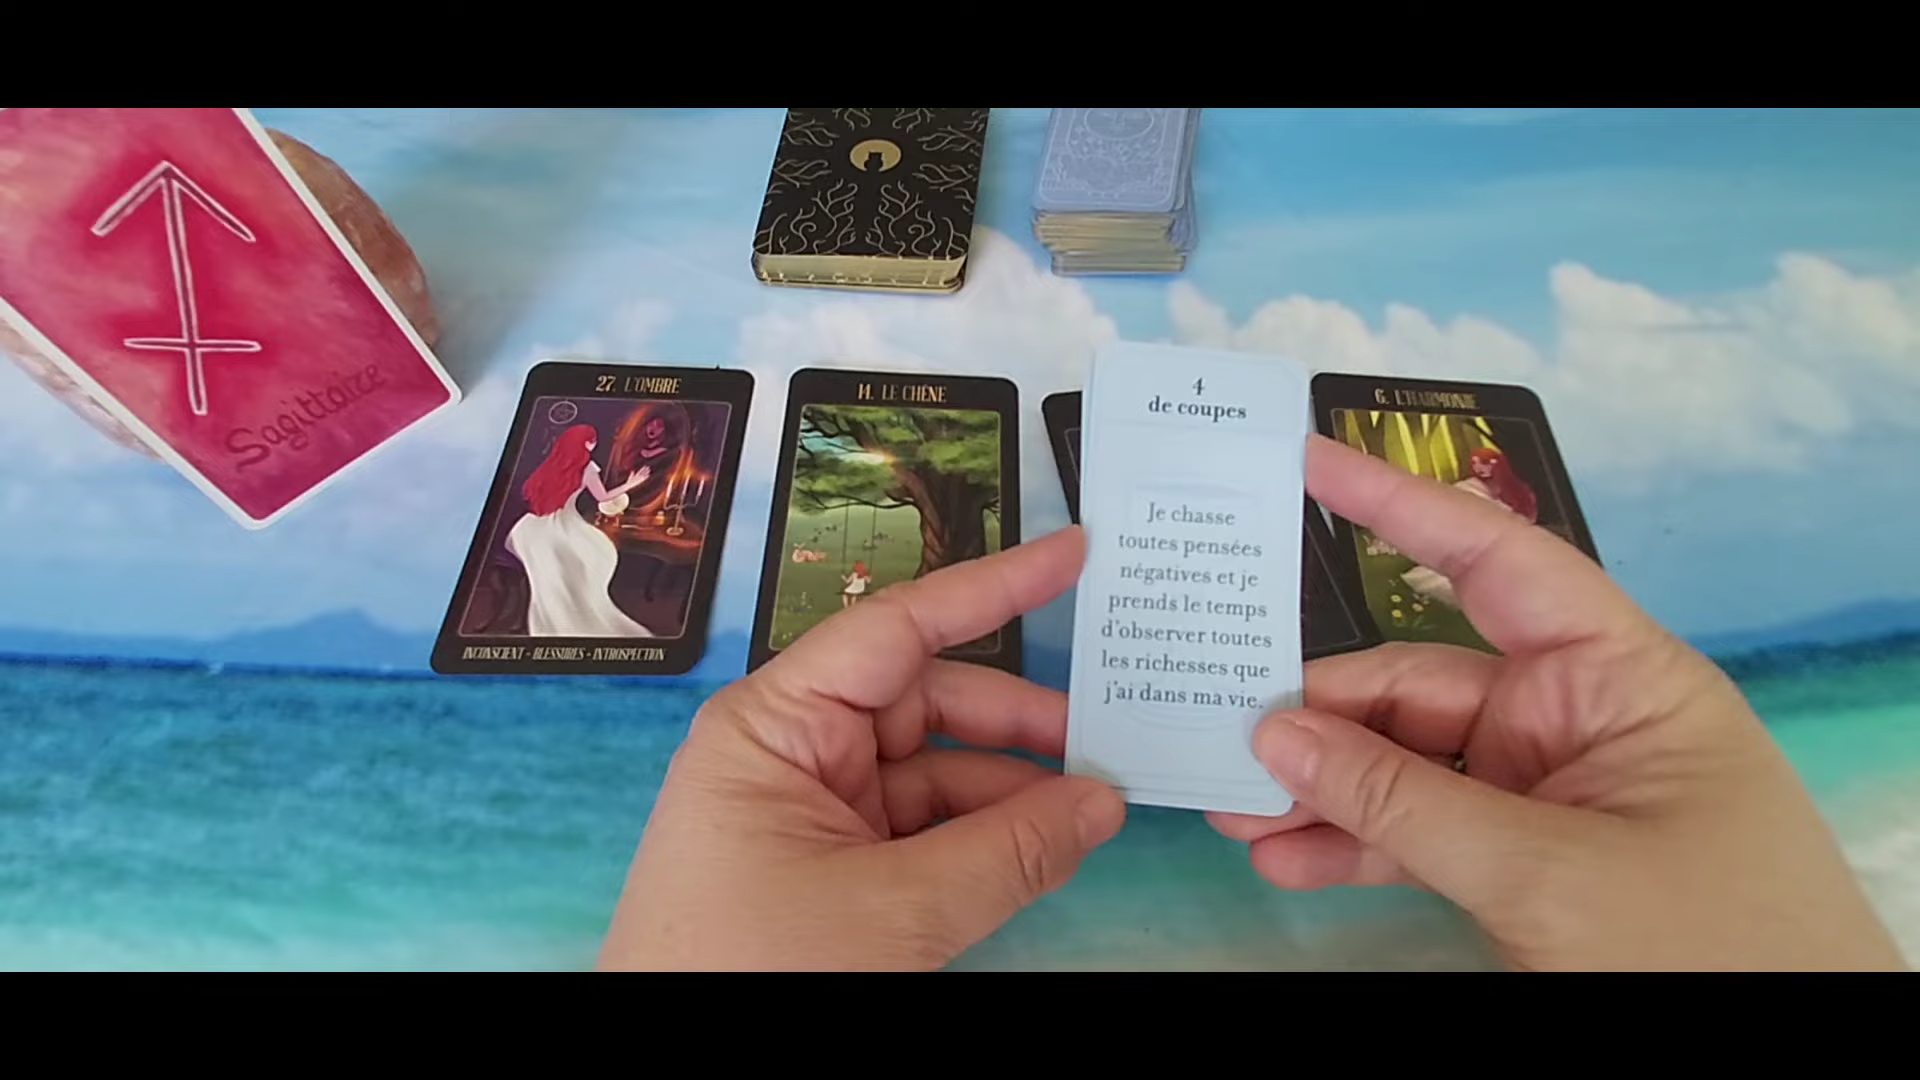 Sagittaire
27. L'OMBRE
INCONSCIENT - BLESSURES - INTROSPECTION
14. LE CHÊNE
4
de coupes
Je chasse
toutes pensées
négatives et je
prends le temps
d'observer toutes
les richesses que
j'ai dans ma vie.
6. L'HARMONIE